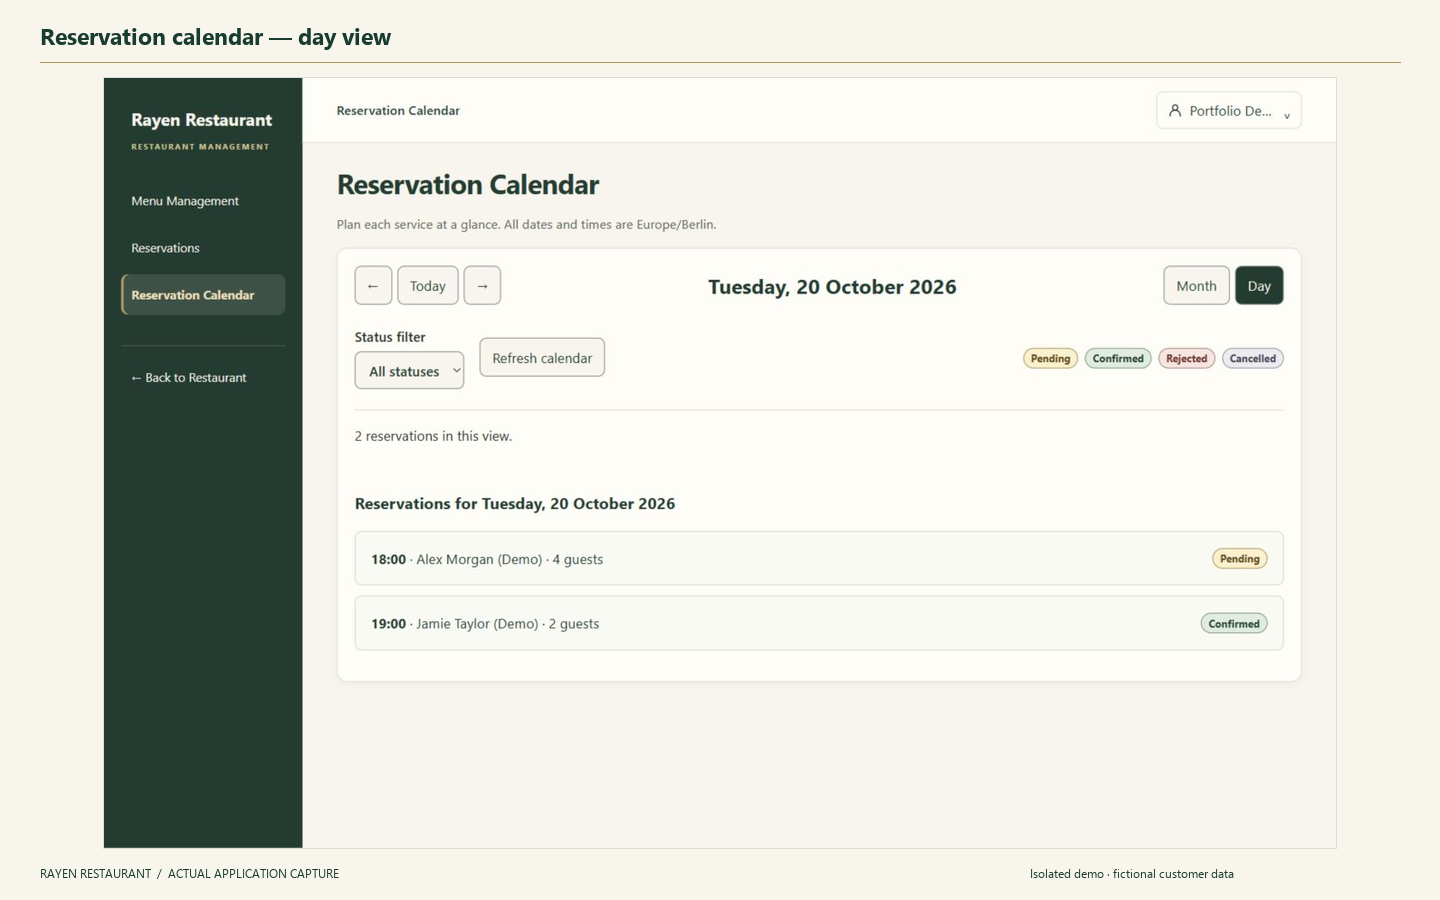 Reservation calendar — day view
Rayen Restaurant
RESTAURANT MANAGEMENT
Menu Management
Reservations
Reservation Calendar
← Back to Restaurant
Reservation Calendar
Portfolio De...
Reservation Calendar
Plan each service at a glance. All dates and times are Europe/Berlin.
← Today →
Tuesday, 20 October 2026
Month Day
Status filter
All statuses
Refresh calendar
Pending Confirmed Rejected Cancelled
2 reservations in this view.
Reservations for Tuesday, 20 October 2026
18:00 · Alex Morgan (Demo) · 4 guests Pending
19:00 · Jamie Taylor (Demo) · 2 guests Confirmed
RAYEN RESTAURANT / ACTUAL APPLICATION CAPTURE
Isolated demo · fictional customer data